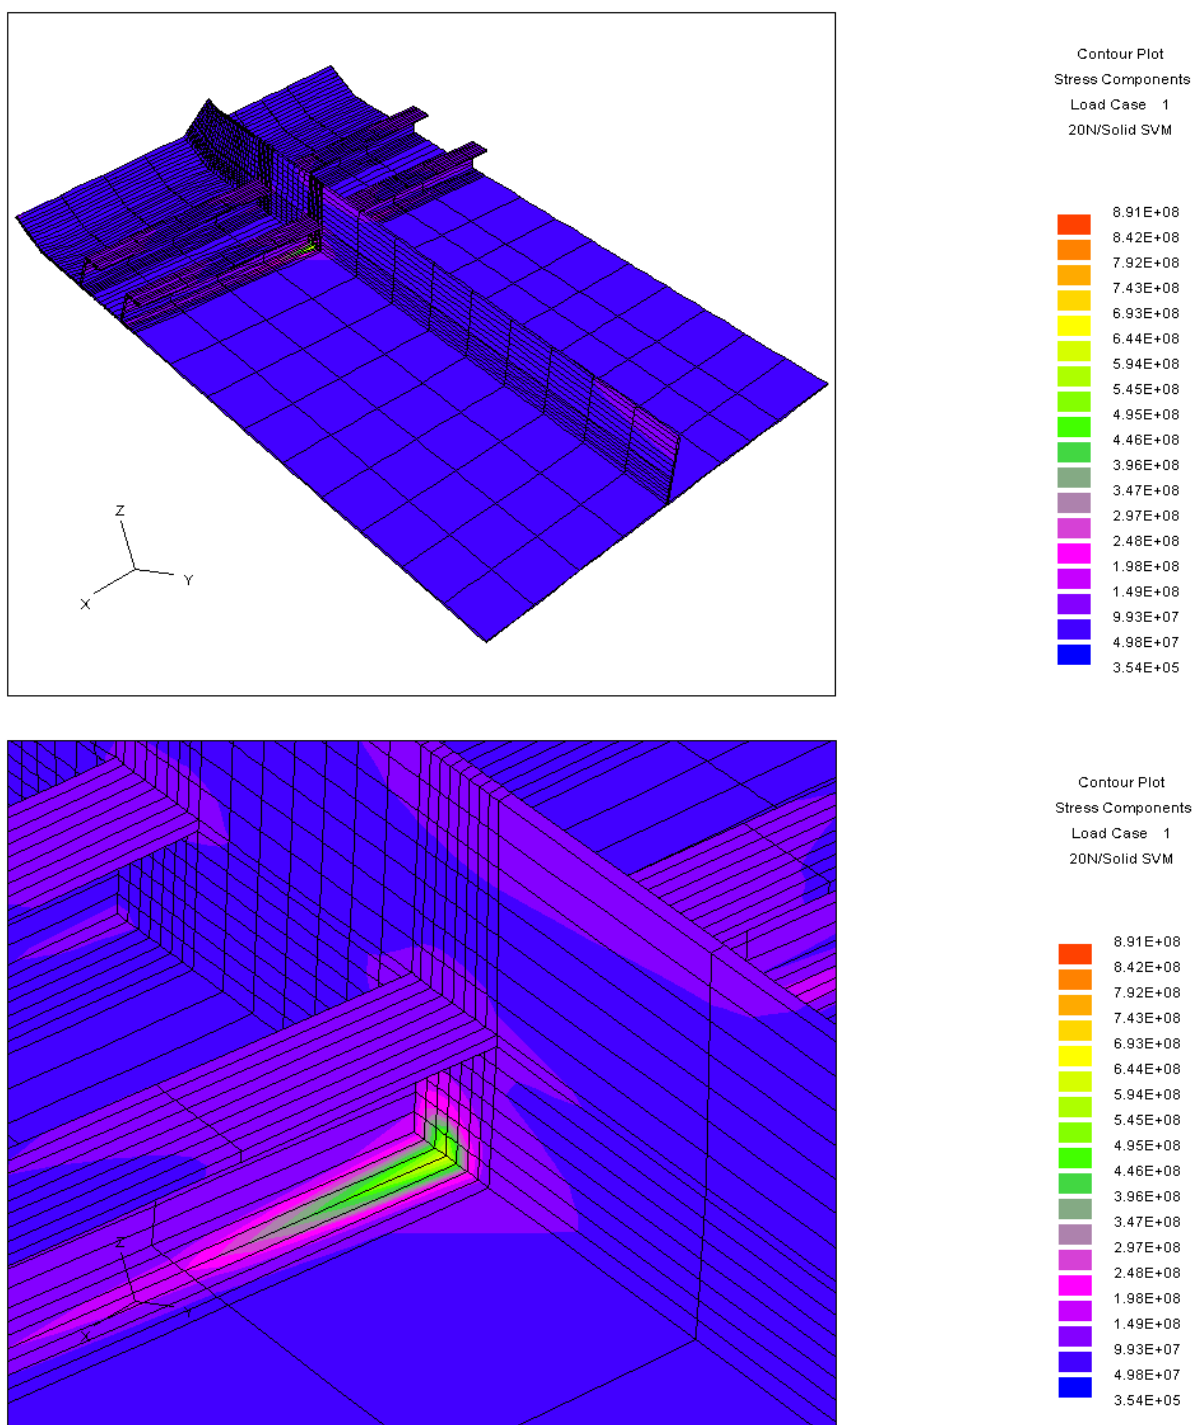 Contour Plot
Stress Components
Load Case 1
20N/Solid SVM
8.91E+08
8.42E+08
7.92E+08
7.43E+08
6.93E+08
6.44E+08
5.94E+08
5.45E+08
4.95E+08
4.46E+08
3.96E+08
3.47E+08
2.97E+08
2.48E+08
1.98E+08
1.49E+08
9.93E+07
4.98E+07
3.54E+05
Z
Y
X
Contour Plot
Stress Components
Load Case 1
20N/Solid SVM
8.91E+08
8.42E+08
7.92E+08
7.43E+08
6.93E+08
6.44E+08
5.94E+08
5.45E+08
4.95E+08
4.46E+08
3.96E+08
3.47E+08
2.97E+08
2.48E+08
1.98E+08
1.49E+08
9.93E+07
4.98E+07
3.54E+05
Z
Y
X